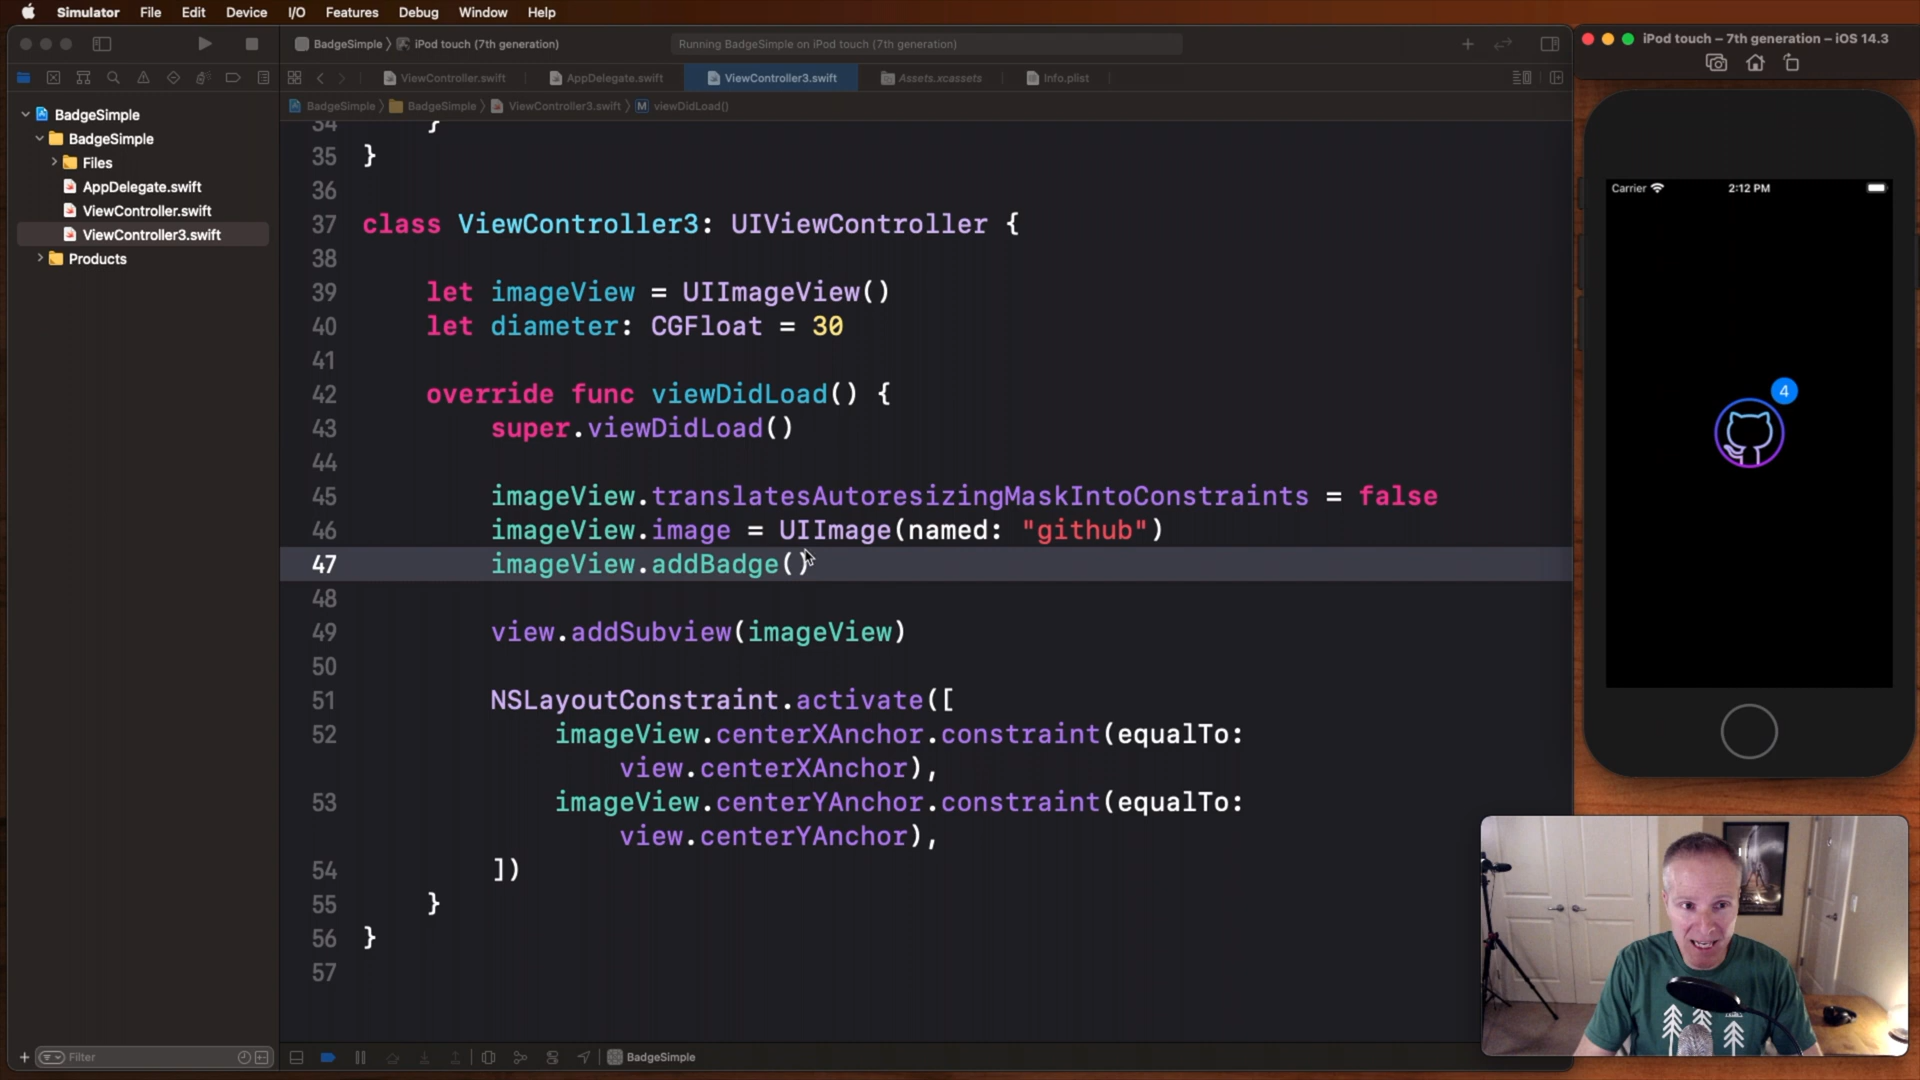 Simulator File Edit Device I/O Features Debug Window Help
BadgeSimple iPod touch (7th generation)
Running BadgeSimple on iPod touch (7th generation)
iPod touch – 7th generation – iOS 14.3
ViewController.swift
AppDelegate.swift
ViewController3.swift
Assets.xcassets
Info.plist
BadgeSimple
BadgeSimple
ViewController3.swift
M viewDidLoad()
BadgeSimple
BadgeSimple
Files
AppDelegate.swift
ViewController.swift
ViewController3.swift
Products
34 }
35 }
36
37 class ViewController3: UIViewController {
38
39 let imageView = UIImageView()
40 let diameter: CGFloat = 30
41
42 override func viewDidLoad() {
43 super.viewDidLoad()
44
45 imageView.translatesAutoresizingMaskIntoConstraints = false
46 imageView.image = UIImage(named: "github")
47 imageView.addBadge()
48
49 view.addSubview(imageView)
50
51 NSLayoutConstraint.activate([
52 imageView.centerXAnchor.constraint(equalTo:
view.centerXAnchor),
53 imageView.centerYAnchor.constraint(equalTo:
view.centerYAnchor),
54 ])
55 }
56 }
57
Carrier 2:12 PM
4
Filter
BadgeSimple